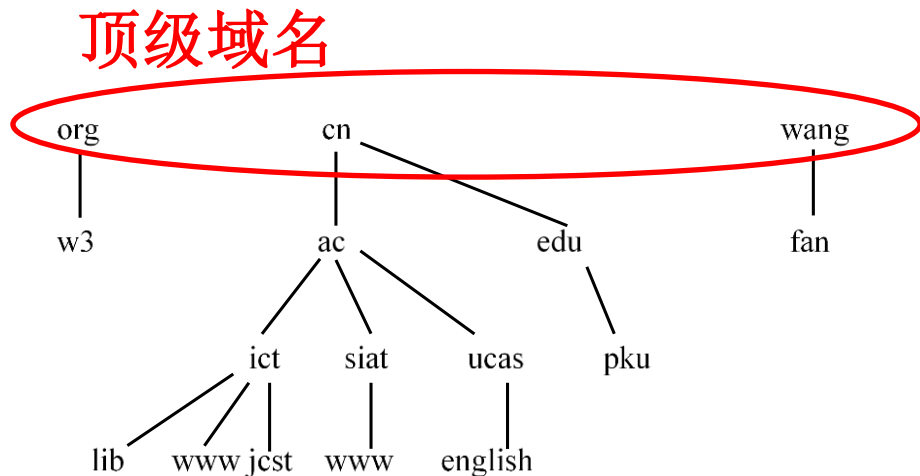 顶级域名
org cn wang
w3 ac edu fan
ict siat ucas pku
lib www jcst www english